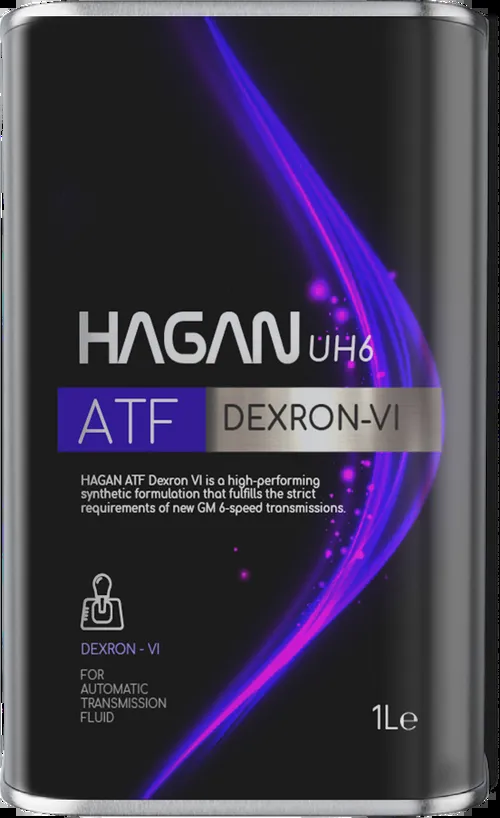 HAGAN UH6
ATF DEXRON-VI
HAGAN ATF Dexron VI is a high-performing
synthetic formulation that fulfills the strict
requirements of new GM 6-speed transmissions.
DEXRON - VI
FOR
AUTOMATIC
TRANSMISSION
FLUID
1Le